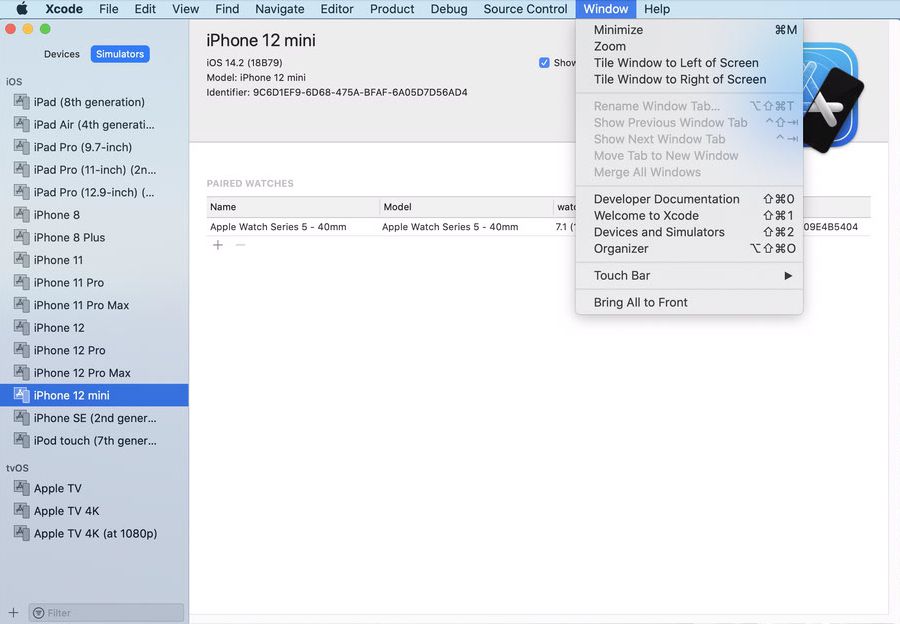 Xcode File Edit View Find Navigate Editor Product Debug Source Control Window Help
Devices Simulators
iOS
iPad (8th generation)
iPad Air (4th generati...
iPad Pro (9.7-inch)
iPad Pro (11-inch) (2n...
iPad Pro (12.9-inch) (...
iPhone 8
iPhone 8 Plus
iPhone 11
iPhone 11 Pro
iPhone 11 Pro Max
iPhone 12
iPhone 12 Pro
iPhone 12 Pro Max
iPhone 12 mini
iPhone SE (2nd gener...
iPod touch (7th gener...
tvOS
Apple TV
Apple TV 4K
Apple TV 4K (at 1080p)
+ Filter
iPhone 12 mini
iOS 14.2 (18B79)
Model: iPhone 12 mini
Identifier: 9C6D1EF9-6D68-475A-BFAF-6A05D7D56AD4
Show
PAIRED WATCHES
Name Model
Apple Watch Series 5 - 40mm Apple Watch Series 5 - 40mm 7.1 09E4B5404
+ −
Minimize ⌘M
Zoom
Tile Window to Left of Screen
Tile Window to Right of Screen
Rename Window Tab... ⌥⇧⌘T
Show Previous Window Tab ^⇧⇥
Show Next Window Tab ^⇥
Move Tab to New Window
Merge All Windows
Developer Documentation ⇧⌘0
Welcome to Xcode ⇧⌘1
Devices and Simulators ⇧⌘2
Organizer ⌥⇧⌘O
Touch Bar ▶
Bring All to Front